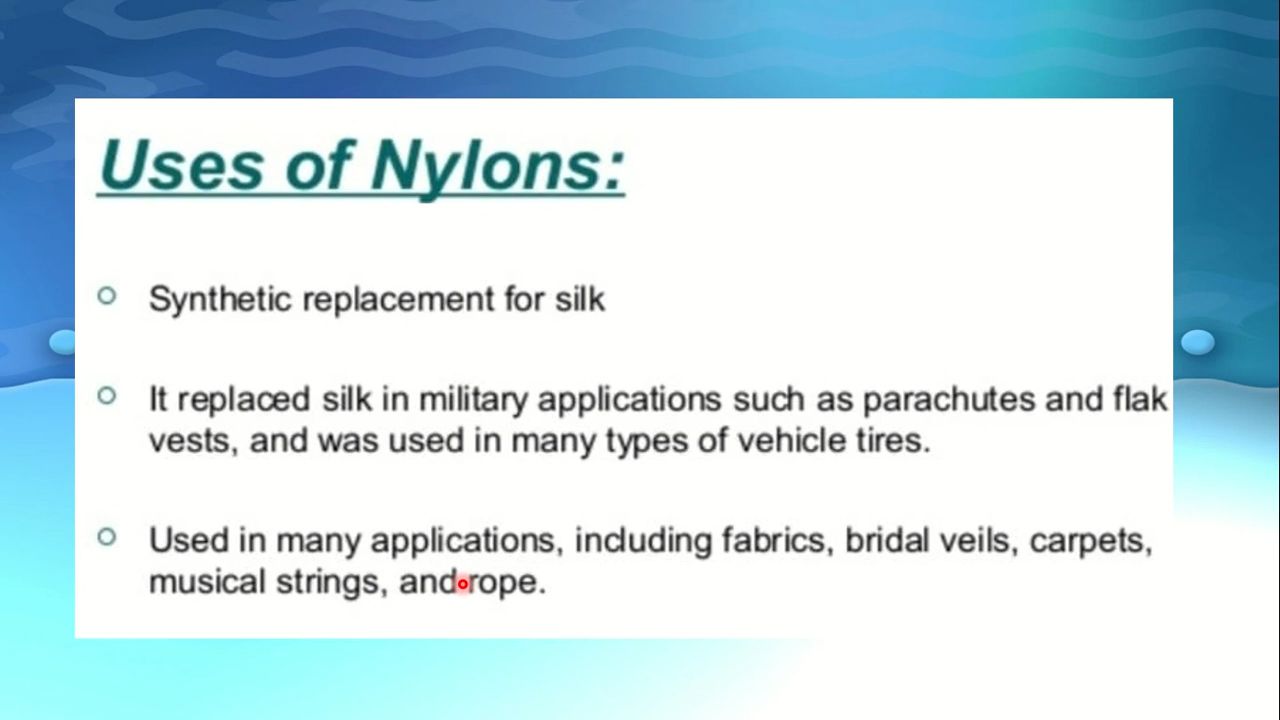 Uses of Nylons:
Synthetic replacement for silk
It replaced silk in military applications such as parachutes and flak
vests, and was used in many types of vehicle tires.
Used in many applications, including fabrics, bridal veils, carpets,
musical strings, and rope.